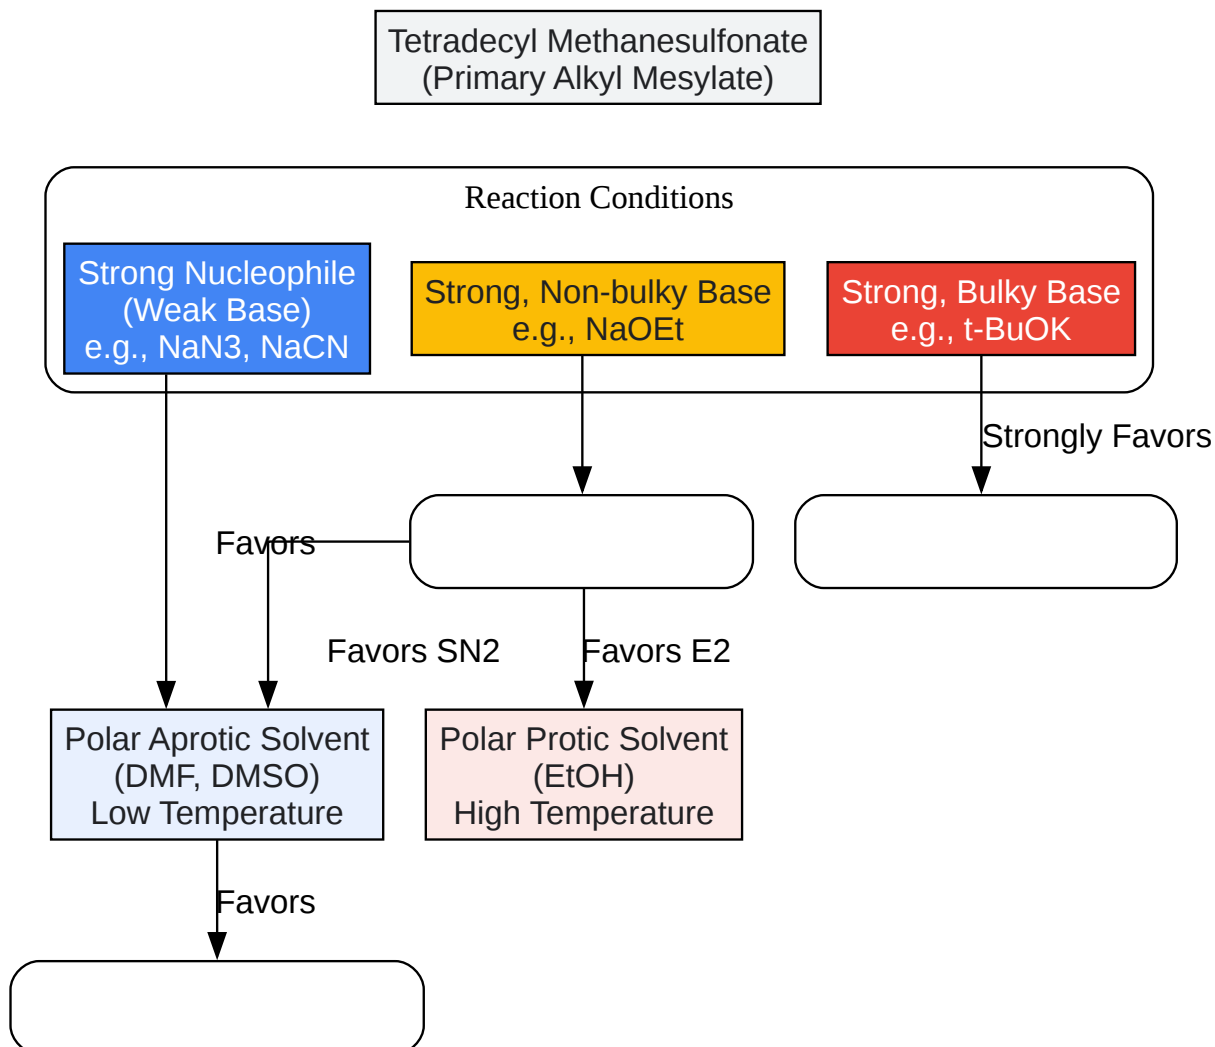 Tetradecyl Methanesulfonate
(Primary Alkyl Mesylate)
Reaction Conditions
Strong Nucleophile
(Weak Base)
e.g., NaN3, NaCN
Strong, Non-bulky Base
e.g., NaOEt
Strong, Bulky Base
e.g., t-BuOK
Strongly Favors
Favors
Favors SN2
Favors E2
Polar Aprotic Solvent
(DMF, DMSO)
Low Temperature
Polar Protic Solvent
(EtOH)
High Temperature
Favors